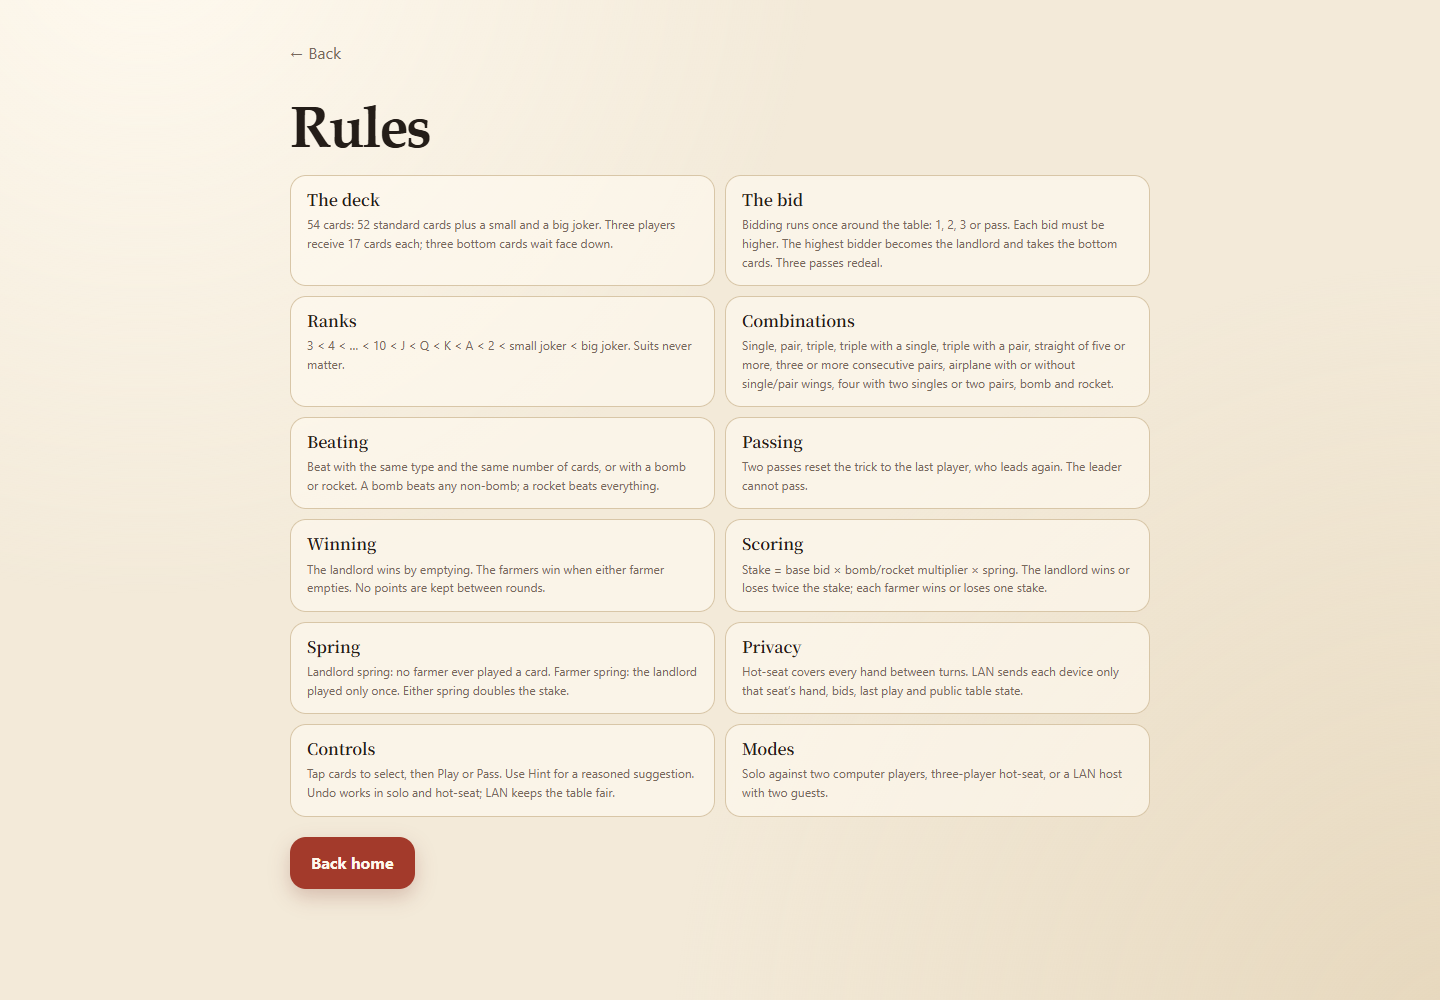 ← Back
Rules
The deck
54 cards: 52 standard cards plus a small and a big joker. Three players
receive 17 cards each; three bottom cards wait face down.
The bid
Bidding runs once around the table: 1, 2, 3 or pass. Each bid must be
higher. The highest bidder becomes the landlord and takes the bottom
cards. Three passes redeal.
Ranks
3 < 4 < … < 10 < J < Q < K < A < 2 < small joker < big joker. Suits never
matter.
Combinations
Single, pair, triple, triple with a single, triple with a pair, straight of five or
more, three or more consecutive pairs, airplane with or without
single/pair wings, four with two singles or two pairs, bomb and rocket.
Beating
Beat with the same type and the same number of cards, or with a bomb
or rocket. A bomb beats any non-bomb; a rocket beats everything.
Passing
Two passes reset the trick to the last player, who leads again. The leader
cannot pass.
Winning
The landlord wins by emptying. The farmers win when either farmer
empties. No points are kept between rounds.
Scoring
Stake = base bid × bomb/rocket multiplier × spring. The landlord wins or
loses twice the stake; each farmer wins or loses one stake.
Spring
Landlord spring: no farmer ever played a card. Farmer spring: the landlord
played only once. Either spring doubles the stake.
Privacy
Hot-seat covers every hand between turns. LAN sends each device only
that seat’s hand, bids, last play and public table state.
Controls
Tap cards to select, then Play or Pass. Use Hint for a reasoned suggestion.
Undo works in solo and hot-seat; LAN keeps the table fair.
Modes
Solo against two computer players, three-player hot-seat, or a LAN host
with two guests.
Back home